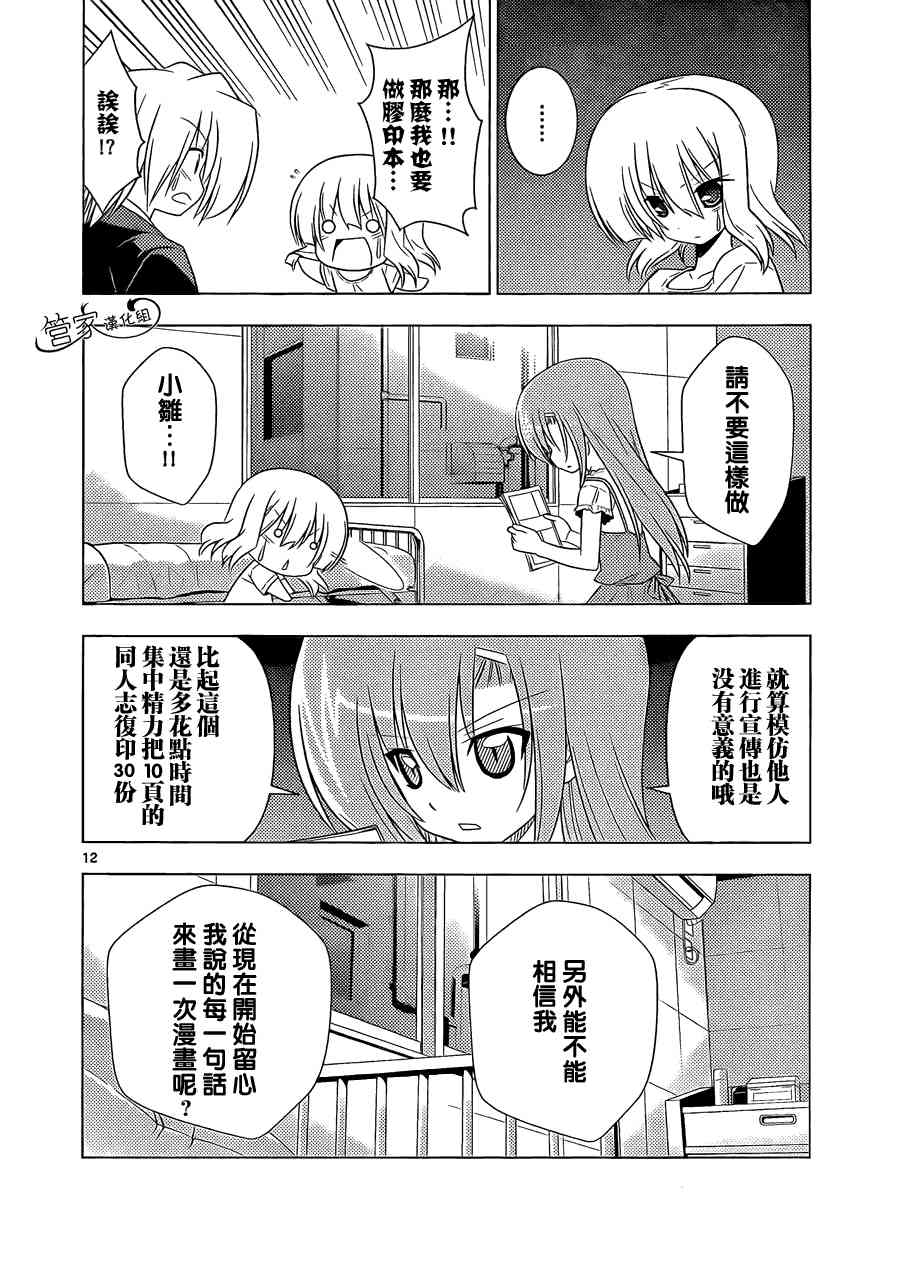 ……
那…!!
那麼我也要
做膠印本…
誒誒!?
管家漢化組
請不要這樣做
小雛…!!
就算模仿他人
進行宣傳也是
没有意義的哦
比起這個
還是多花點時間
集中精力把10頁的
同人志復印30份
12
另外能不能
相信我
從現在開始留心
我說的每一句話
來畫一次漫畫呢?